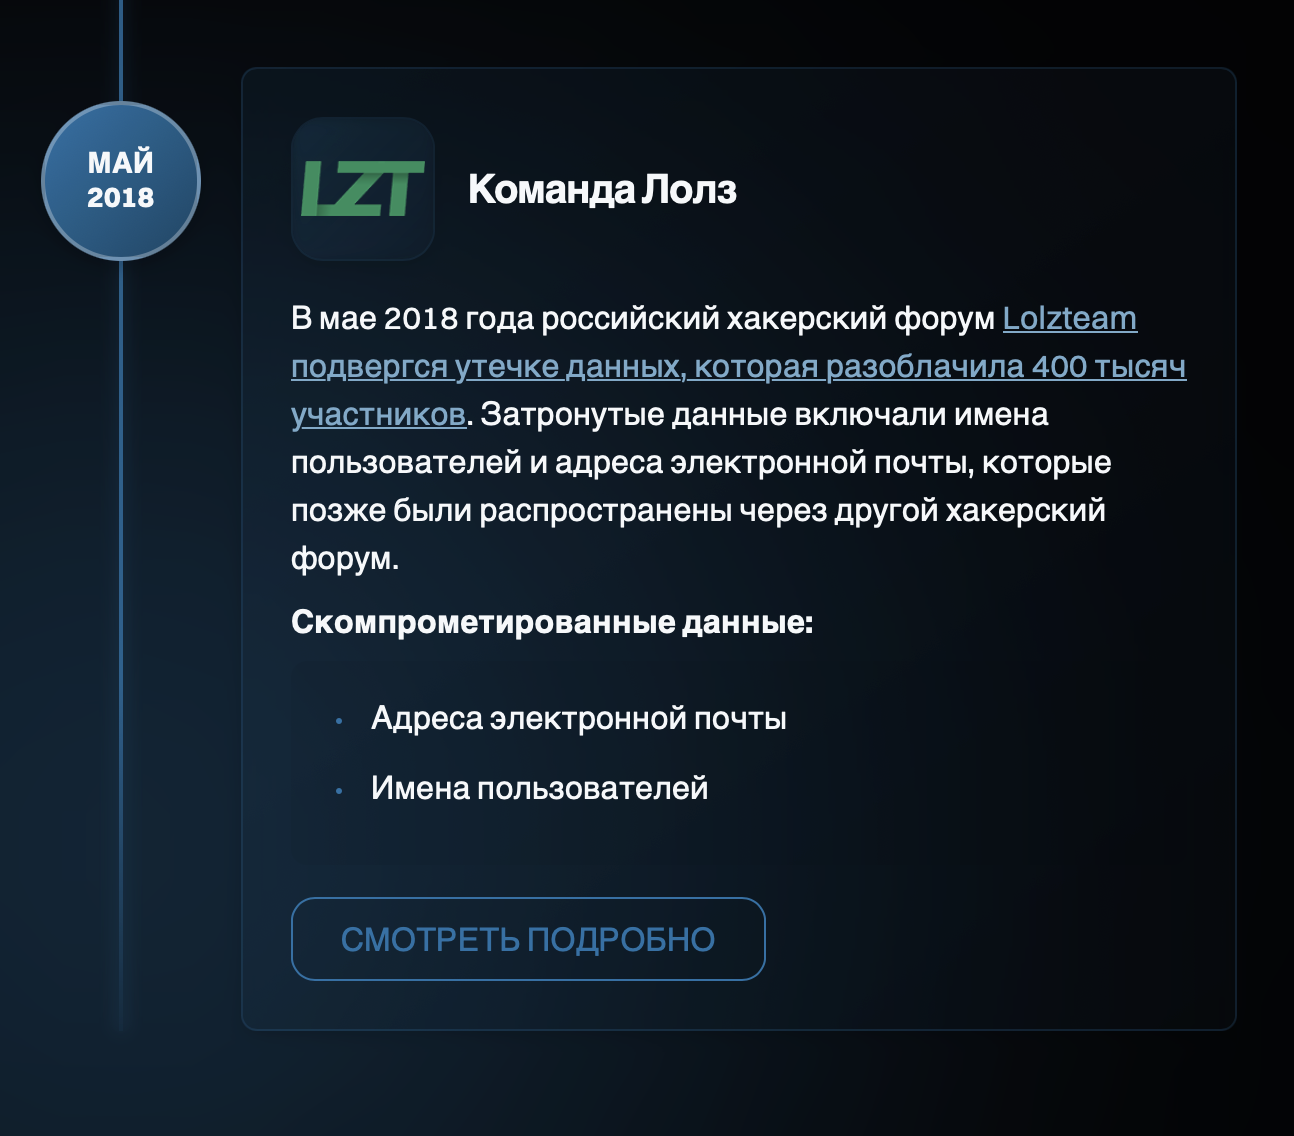 МАЙ
2018
LZT
Команда Лолз
В мае 2018 года российский хакерский форум Lolzteam
подвергся утечке данных, которая разоблачила 400 тысяч
участников. Затронутые данные включали имена
пользователей и адреса электронной почты, которые
позже были распространены через другой хакерский
форум.
Скомпрометированные данные:
• Адреса электронной почты
• Имена пользователей
СМОТРЕТЬ ПОДРОБНО